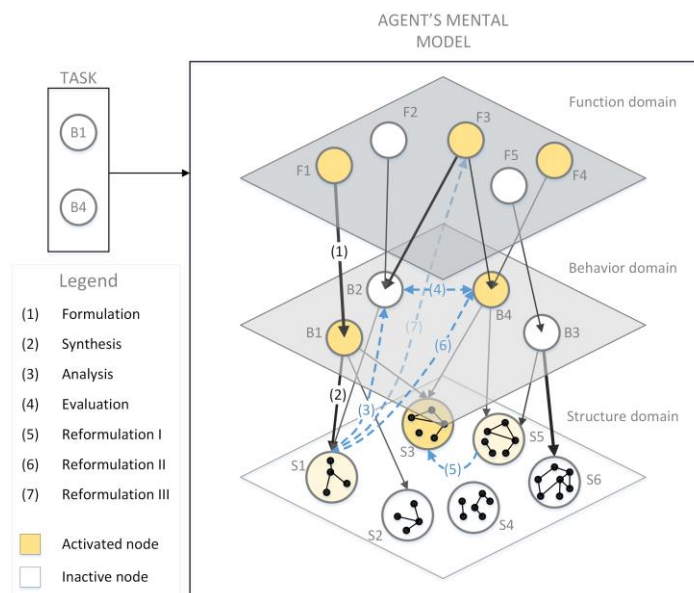 AGENT'S MENTAL
MODEL
TASK
B1
B4
Legend
(1) Formulation
(2) Synthesis
(3) Analysis
(4) Evaluation
(5) Reformulation I
(6) Reformulation II
(7) Reformulation III
Activated node
Inactive node
Function domain
F2
F3
F1
F5
F4
(1)
Behavior domain
B2
(4)
B4
(7)
(6)
B1
B3
(2)
(3)
Structure domain
S3
S5
(5)
S1
S6
S2
S4